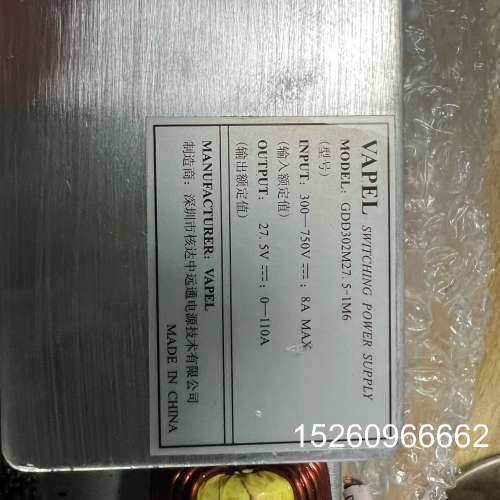 VAPEL SWITCHING POWER SUPPLY
MODEL: GDD302M27.5-1M6
(型号)
INPUT: 300—750V ⎓ ; 8A MAX
(输入额定值)
OUTPUT: 27.5V ⎓ ; 0—110A
(输出额定值)
MANUFACTURER: VAPEL
制造商: 深圳市核达中远通电源技术有限公司
MADE IN CHINA
15260966662